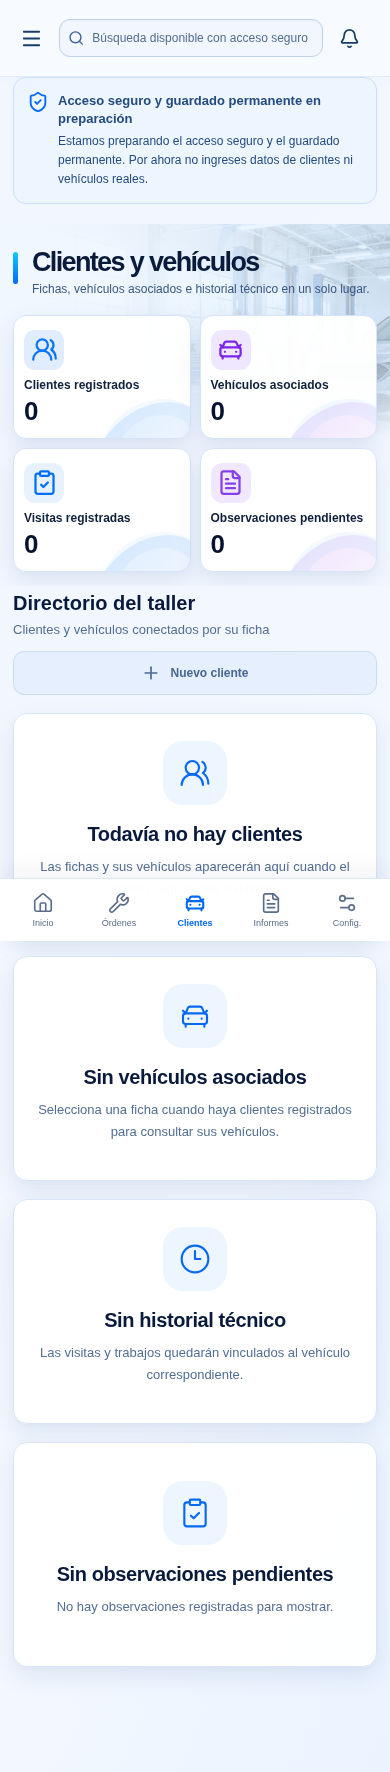 Búsqueda disponible con acceso seguro
Acceso seguro y guardado permanente en
preparación
Estamos preparando el acceso seguro y el guardado
permanente. Por ahora no ingreses datos de clientes ni
vehículos reales.
Clientes y vehículos
Fichas, vehículos asociados e historial técnico en un solo lugar.
Clientes registrados
0
Vehículos asociados
0
Visitas registradas
0
Observaciones pendientes
0
Directorio del taller
Clientes y vehículos conectados por su ficha
Nuevo cliente
Todavía no hay clientes
Las fichas y sus vehículos aparecerán aquí cuando el
Inicio
Órdenes
Clientes
Informes
Config.
Sin vehículos asociados
Selecciona una ficha cuando haya clientes registrados
para consultar sus vehículos.
Sin historial técnico
Las visitas y trabajos quedarán vinculados al vehículo
correspondiente.
Sin observaciones pendientes
No hay observaciones registradas para mostrar.